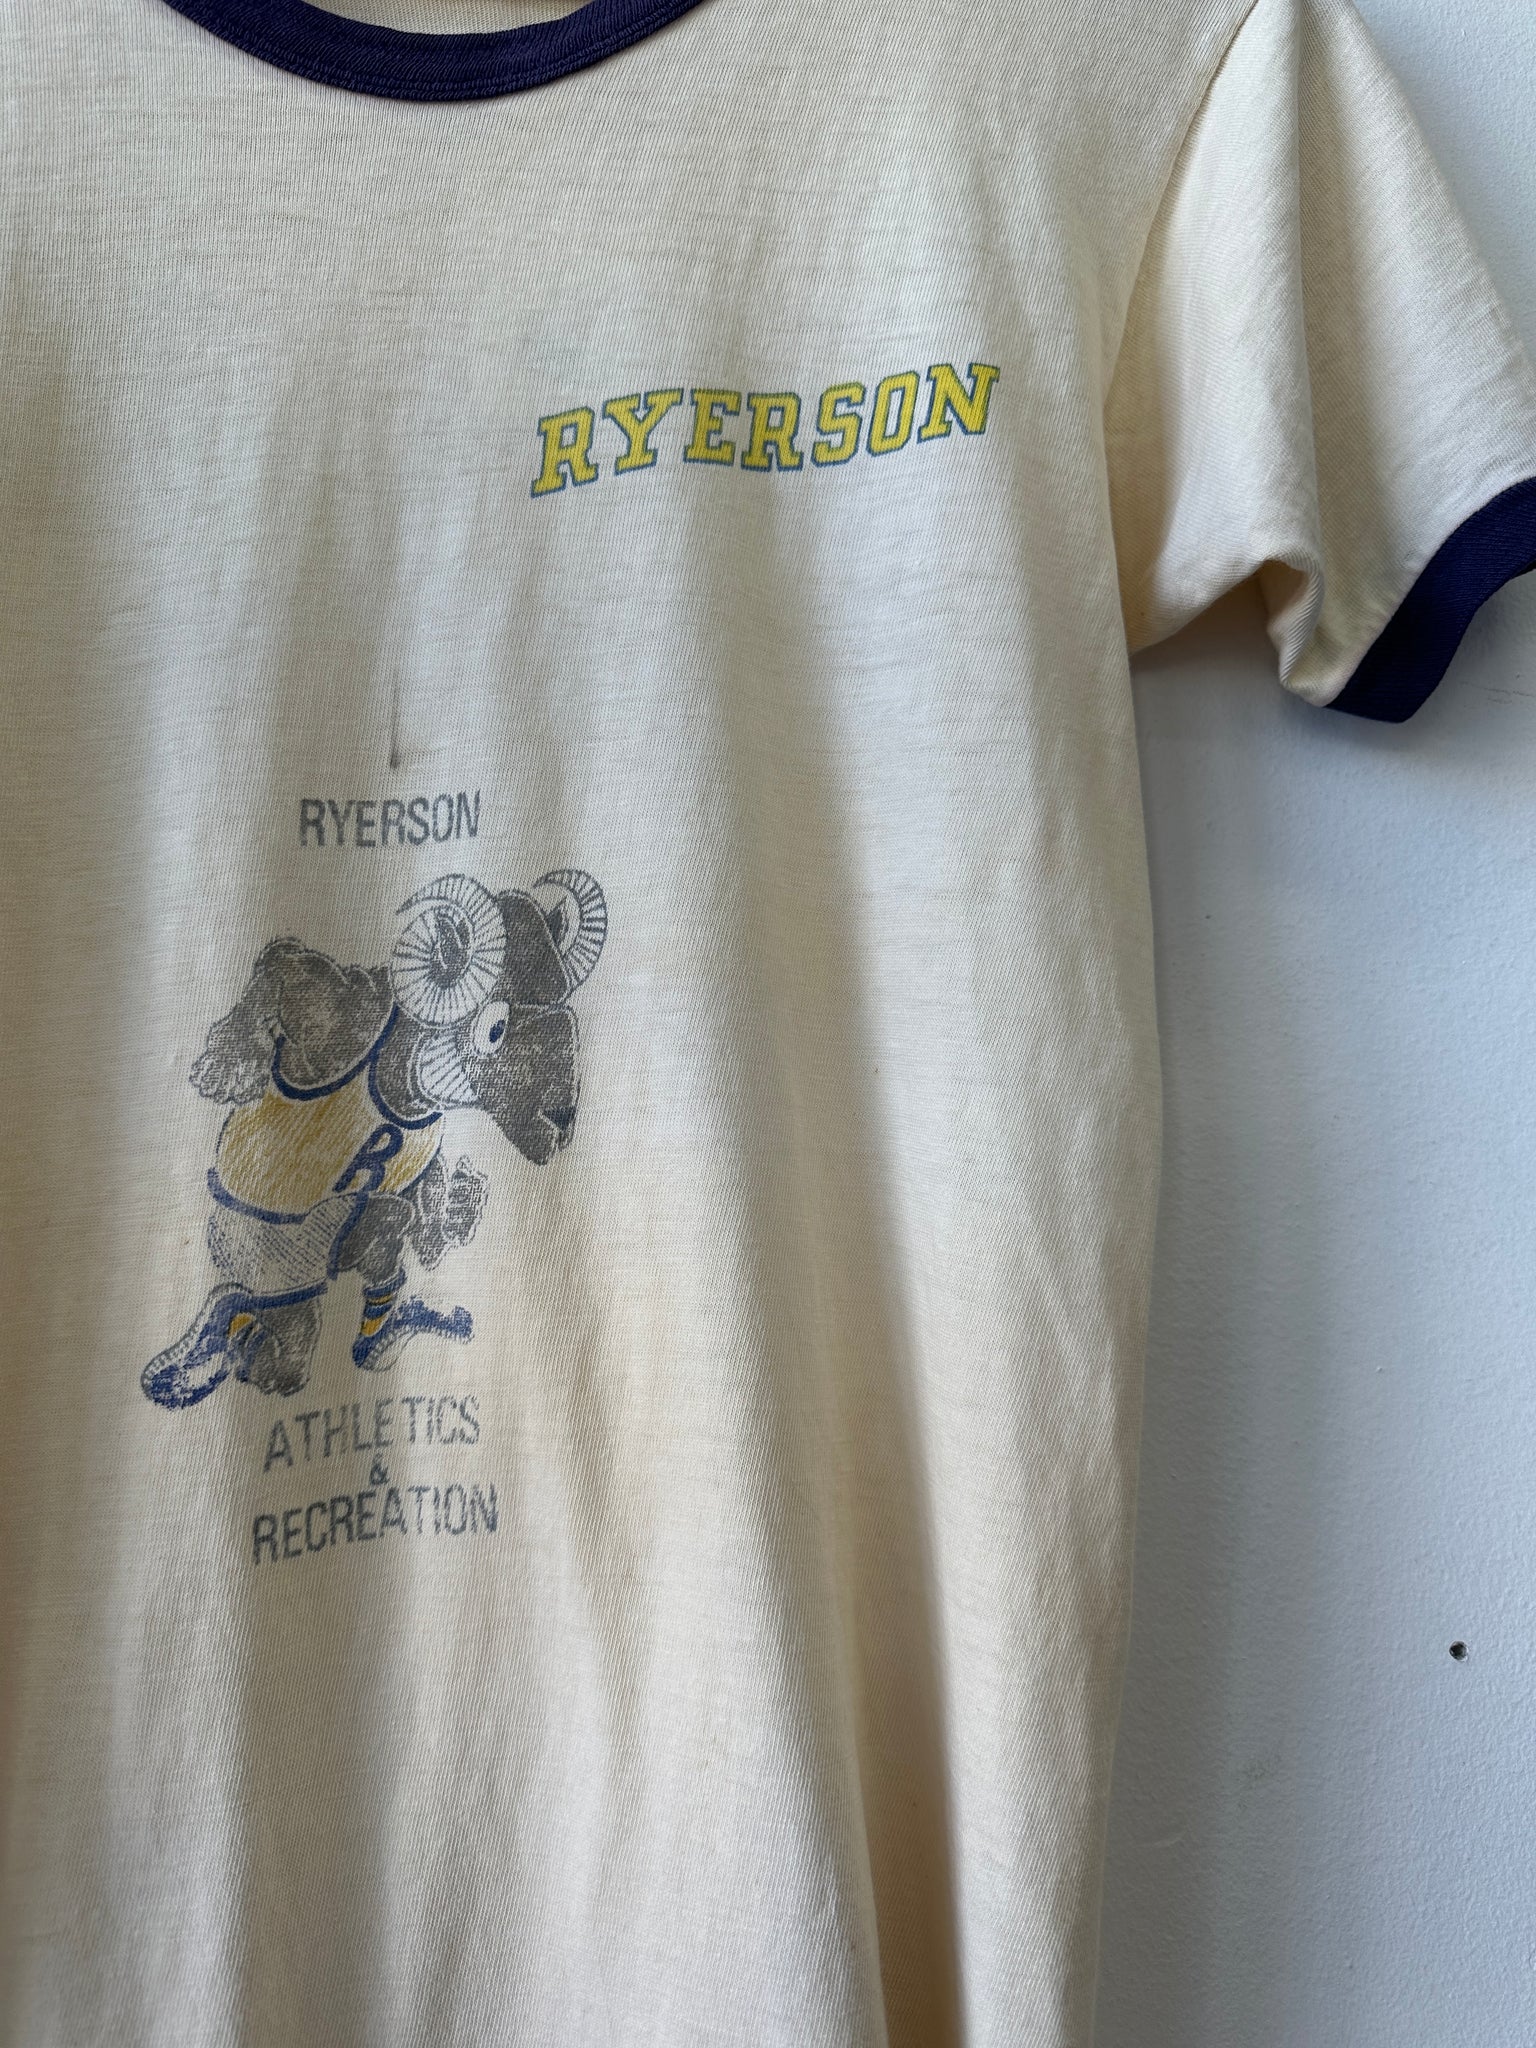 RYERSON
RYERSON
R
ATHLETICS
&
RECREATION